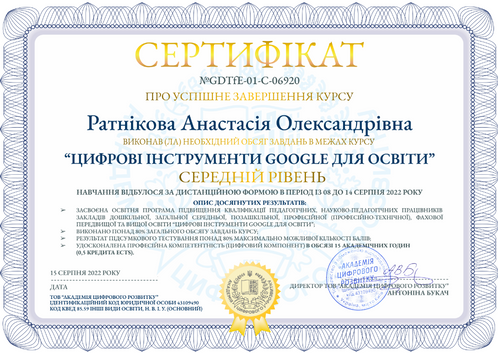 СЕРТИФІКАТ
№GDTfE-01-C-06920
ПРО УСПІШНЕ ЗАВЕРШЕННЯ КУРСУ
Ратнікова Анастасія Олександрівна
ВИКОНАВ (ЛА) НЕОБХІДНИЙ ОБСЯГ ЗАВДАНЬ В МЕЖАХ КУРСУ
“ЦИФРОВІ ІНСТРУМЕНТИ GOOGLE ДЛЯ ОСВІТИ”
СЕРЕДНІЙ РІВЕНЬ
НАВЧАННЯ ВІДБУЛОСЯ ЗА ДИСТАНЦІЙНОЮ ФОРМОЮ В ПЕРІОД ІЗ 08 ДО 14 СЕРПНЯ 2022 РОКУ
ОПИС ДОСЯГНУТИХ РЕЗУЛЬТАТІВ:
ЗАСВОЄНА ОСВІТНЯ ПРОГРАМА ПІДВИЩЕННЯ КВАЛІФІКАЦІЇ ПЕДАГОГІЧНИХ, НАУКОВО-ПЕДАГОГІЧНИХ ПРАЦІВНИКІВ
ЗАКЛАДІВ ДОШКІЛЬНОЇ, ЗАГАЛЬНОЇ СЕРЕДНЬОЇ, ПОЗАШКІЛЬНОЇ, ПРОФЕСІЙНОЇ (ПРОФЕСІЙНО-ТЕХНІЧНОЇ), ФАХОВОЇ
ПЕРЕДВИЩОЇ ТА ВИЩОЇ ОСВІТИ “ЦИФРОВІ ІНСТРУМЕНТИ GOOGLE ДЛЯ ОСВІТИ”;
ВИКОНАНО ПОНАД 80% ЗАГАЛЬНОГО ОБСЯГУ ЗАВДАНЬ КУРСУ;
РЕЗУЛЬТАТ ПІДСУМКОВОГО ТЕСТУВАННЯ ПОНАД 80% МАКСИМАЛЬНО МОЖЛИВОЇ КІЛЬКОСТІ БАЛІВ;
УДОСКОНАЛЕНА ПРОФЕСІЙНА КОМПЕТЕНТНІСТЬ (ЦИФРОВИЙ КОМПОНЕНТ) В ОБСЯЗІ 15 АКАДЕМІЧНИХ ГОДИН
(0,5 КРЕДИТА ECTS).
15 СЕРПНЯ 2022 РОКУ
ДАТА
ТОВ "АКАДЕМІЯ ЦИФРОВОГО РОЗВИТКУ"
ІДЕНТИФІКАЦІЙНИЙ КОД ЮРИДИЧНОЇ ОСОБИ 43109490
КОД КВЕД 85.59 ІНШІ ВИДИ ОСВІТИ, Н. В. І. У. (ОСНОВНИЙ)
АКАДЕМІЯ
ЦИФРОВОГО
РОЗВИТКУ
ДИРЕКТОР ТОВ "АКАДЕМІЯ ЦИФРОВОГО РОЗВИТКУ"
АНТОНІНА БУКАЧ